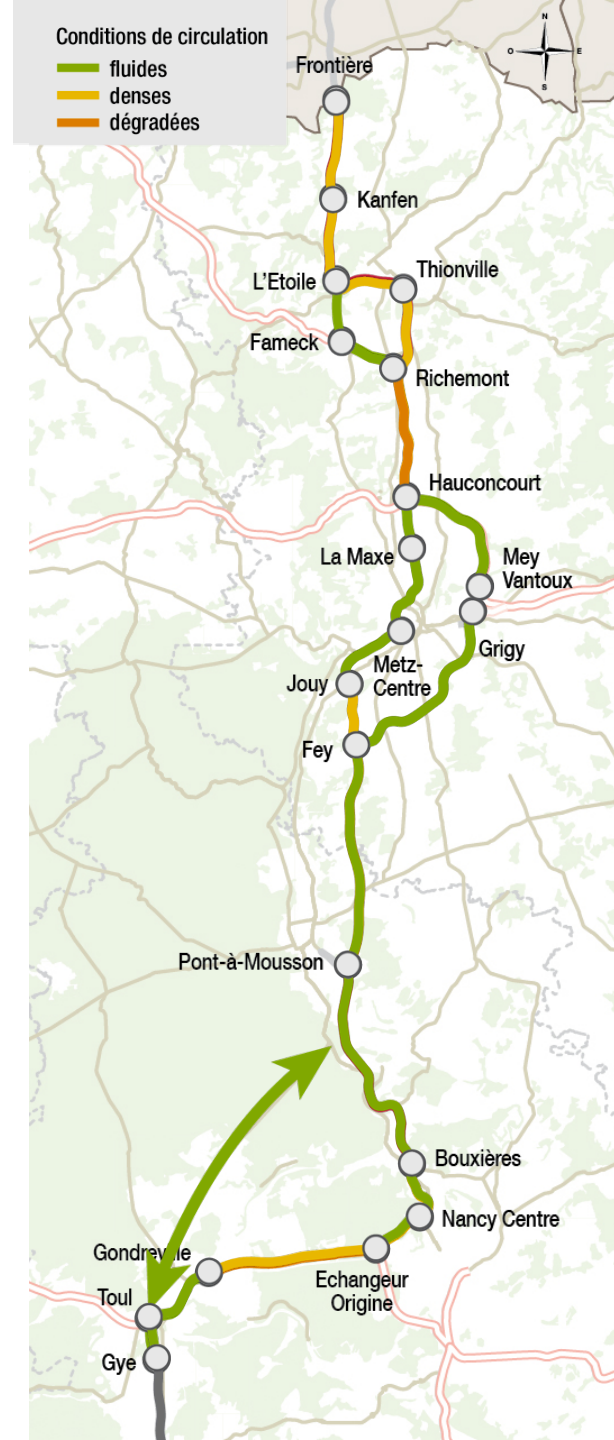 Conditions de circulation
fluides
denses
dégradées
N
O
E
S
Frontière
Kanfen
L'Etoile
Thionville
Fameck
Richemont
Hauconcourt
La Maxe
Mey
Vantoux
Grigy
Metz-
Centre
Jouy
Fey
Pont-à-Mousson
Bouxières
Nancy Centre
Gondreville
Echangeur
Origine
Toul
Gye